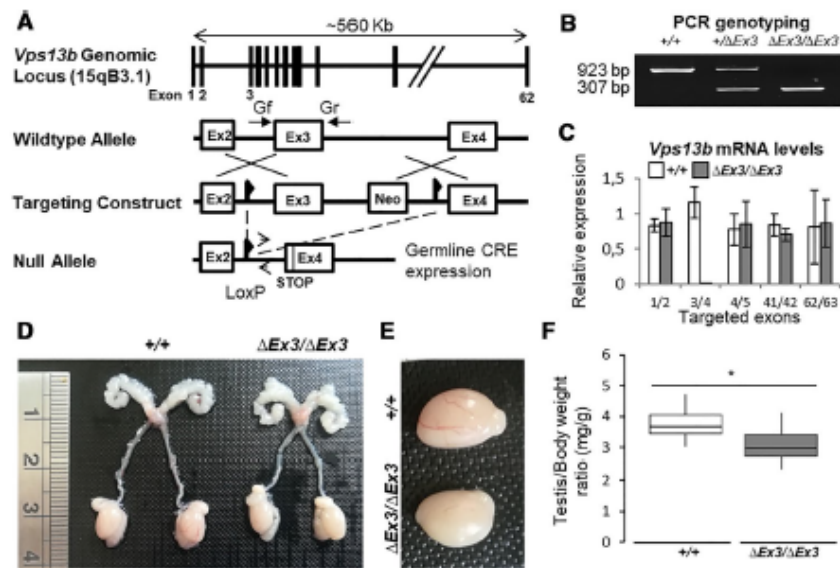 A
~560 Kb
Vps13b Genomic
Locus (15qB3.1)
Exon 1 2 3 62
Gf Gr
Wildtype Allele Ex2 Ex3 Ex4
Targeting Construct Ex2 Ex3 Neo Ex4
Null Allele Ex2 Ex4 Germline CRE
expression
STOP
LoxP
B
PCR genotyping
+/+ +/ΔEx3 ΔEx3/ΔEx3
923 bp
307 bp
C
Vps13b mRNA levels
+/+ ΔEx3/ΔEx3
Relative expression
1,5
1
0,5
0
1/2 3/4 4/5 41/42 62/63
Targeted exons
D
+/+ ΔEx3/ΔEx3
1
2
3
4
E
+/+
ΔEx3/ΔEx3
F
Testis/Body weight
ratio (mg/g)
6
5
4
3
2
1
0
*
+/+ ΔEx3/ΔEx3